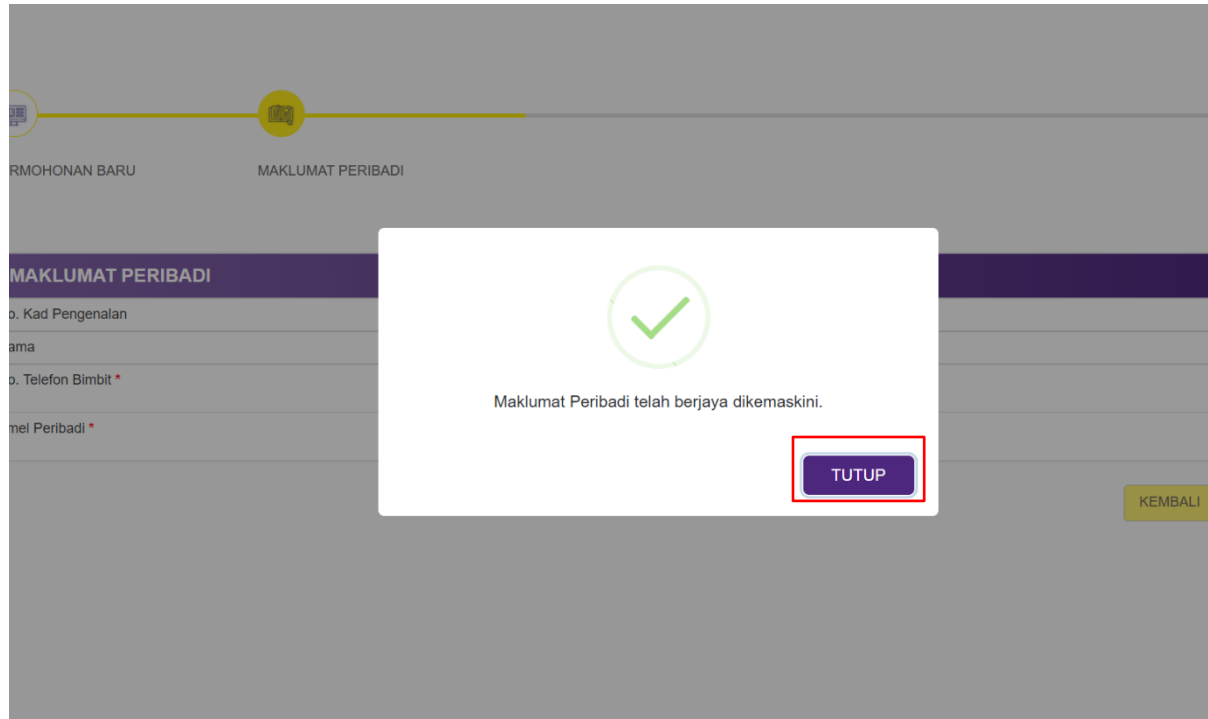 RMOHONAN BARU
MAKLUMAT PERIBADI
MAKLUMAT PERIBADI
o. Kad Pengenalan
ama
o. Telefon Bimbit *
mel Peribadi *
Maklumat Peribadi telah berjaya dikemaskini.
TUTUP
KEMBALI